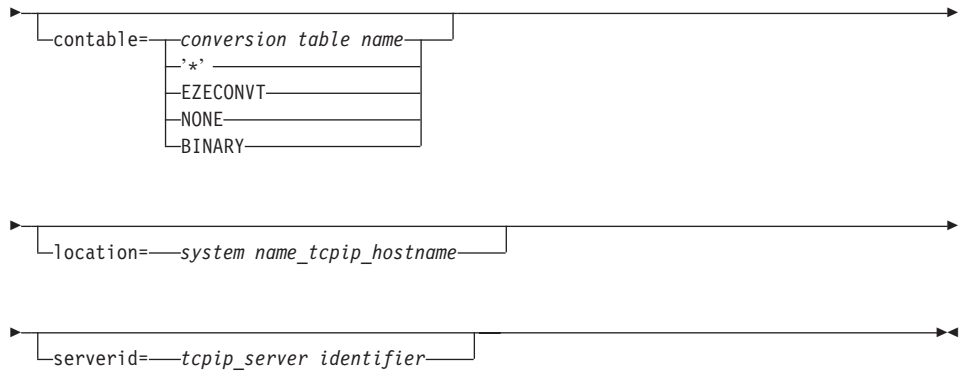 contable= conversion table name
'*'
EZECONVT
NONE
BINARY
location= system name_tcpip_hostname
serverid= tcpip_server identifier